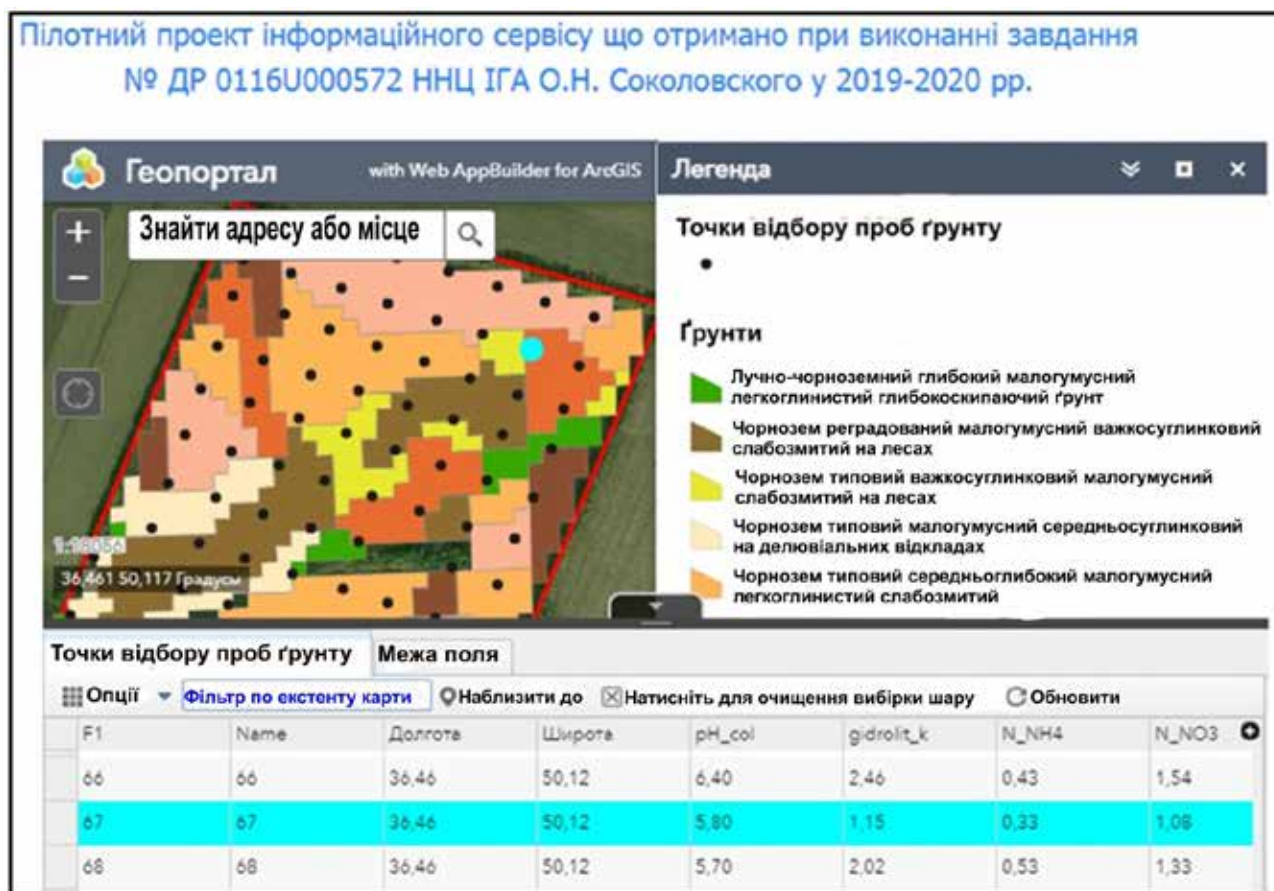 Пілотний проект інформаційного сервісу що отримано при виконанні завдання
№ ДР 0116U000572 ННЦ ІГА О.Н. Соколовского у 2019-2020 рр.
Геопортал
with Web AppBuilder for ArcGIS
Легенда
+
Знайти адресу або місце
−
Точки відбору проб ґрунту
Ґрунти
Лучно-чорноземний глибокий малогумусний
легкоглинистий глибокоскипаючий ґрунт
Чорнозем реградований малогумусний важкосуглинковий
слабозмитий на лесах
Чорнозем типовий важкосуглинковий малогумусний
слабозмитий на лесах
Чорнозем типовий малогумусний середньосуглинковий
на делювіальних відкладах
Чорнозем типовий середньоглибокий малогумусний
легкоглинистий слабозмитий
36,461 50,117 Градусы
Точки відбору проб ґрунту Межа поля
Опції Фільтр по екстенту карти Наблизити до Натисніть для очищення вибірки шару Обновити
F1 Name Долгота Широта pH_col gidrolit_k N_NH4 N_NO3
66 66 36,46 50,12 6,40 2,46 0,43 1,54
67 67 36,46 50,12 5,80 1,15 0,33 1,08
68 68 36,46 50,12 5,70 2,02 0,53 1,33